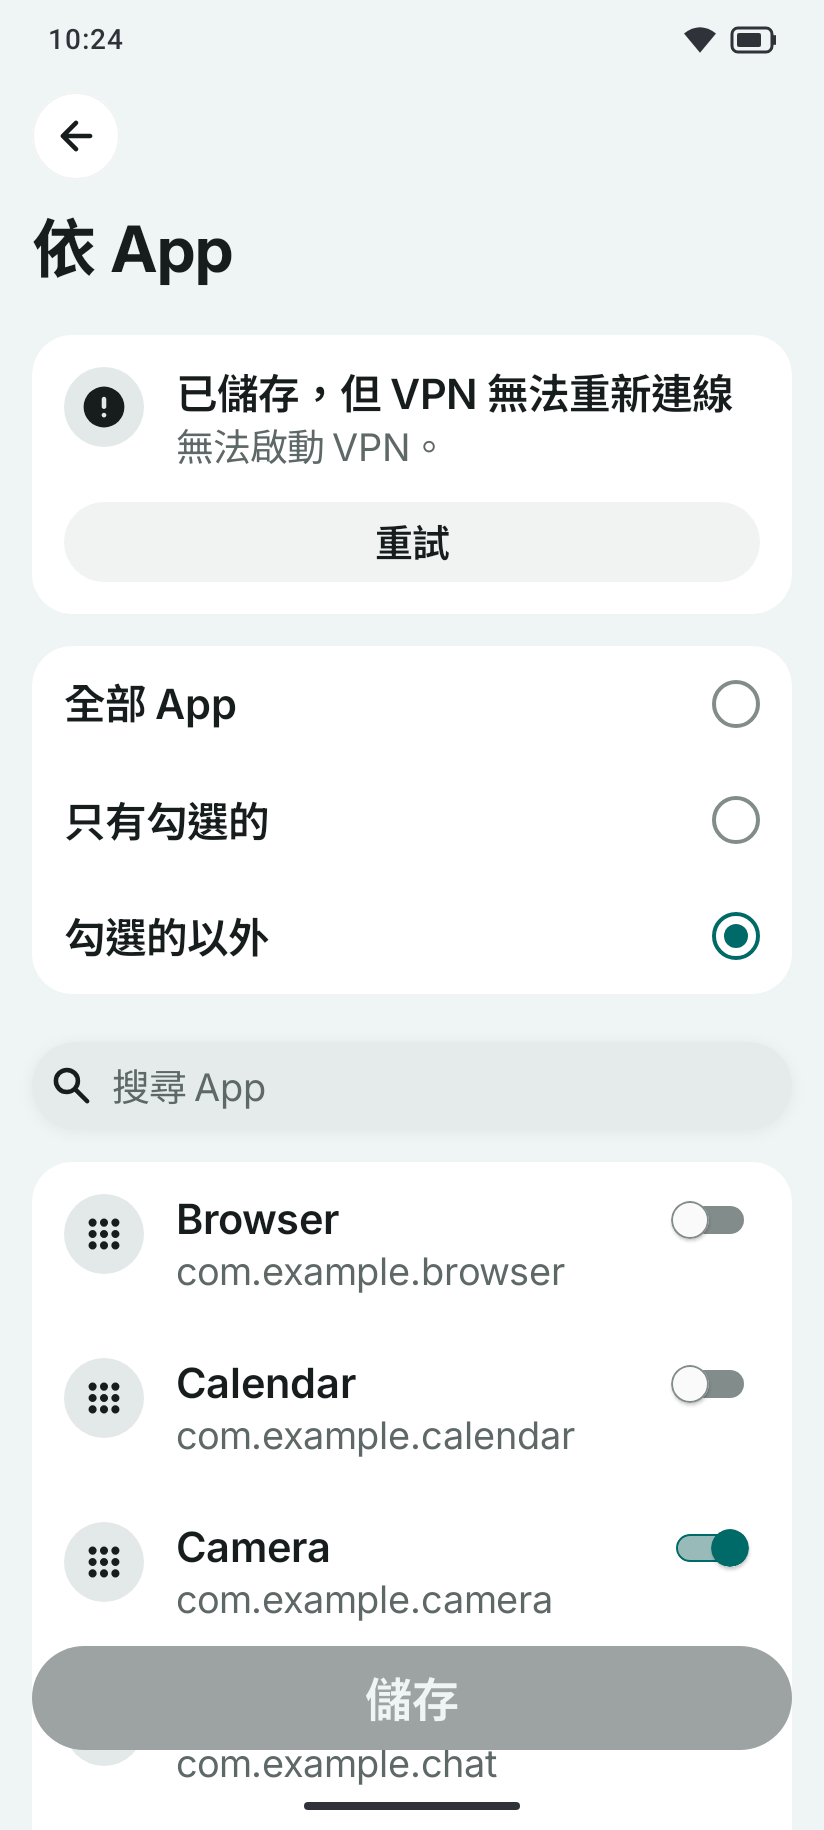 10:24
依 App
已儲存，但 VPN 無法重新連線
無法啟動 VPN。
重試
全部 App
只有勾選的
勾選的以外
搜尋 App
Browser
com.example.browser
Calendar
com.example.calendar
Camera
com.example.camera
儲存
com.example.chat